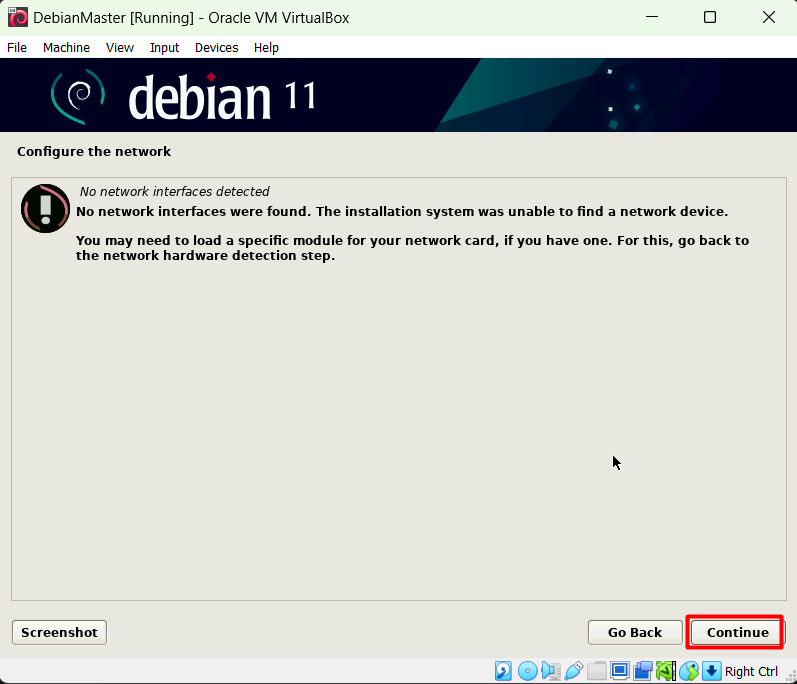 DebianMaster [Running] - Oracle VM VirtualBox
File Machine View Input Devices Help
debian 11
Configure the network
No network interfaces detected
No network interfaces were found. The installation system was unable to find a network device.
You may need to load a specific module for your network card, if you have one. For this, go back to
the network hardware detection step.
Screenshot Go Back Continue
Right Ctrl